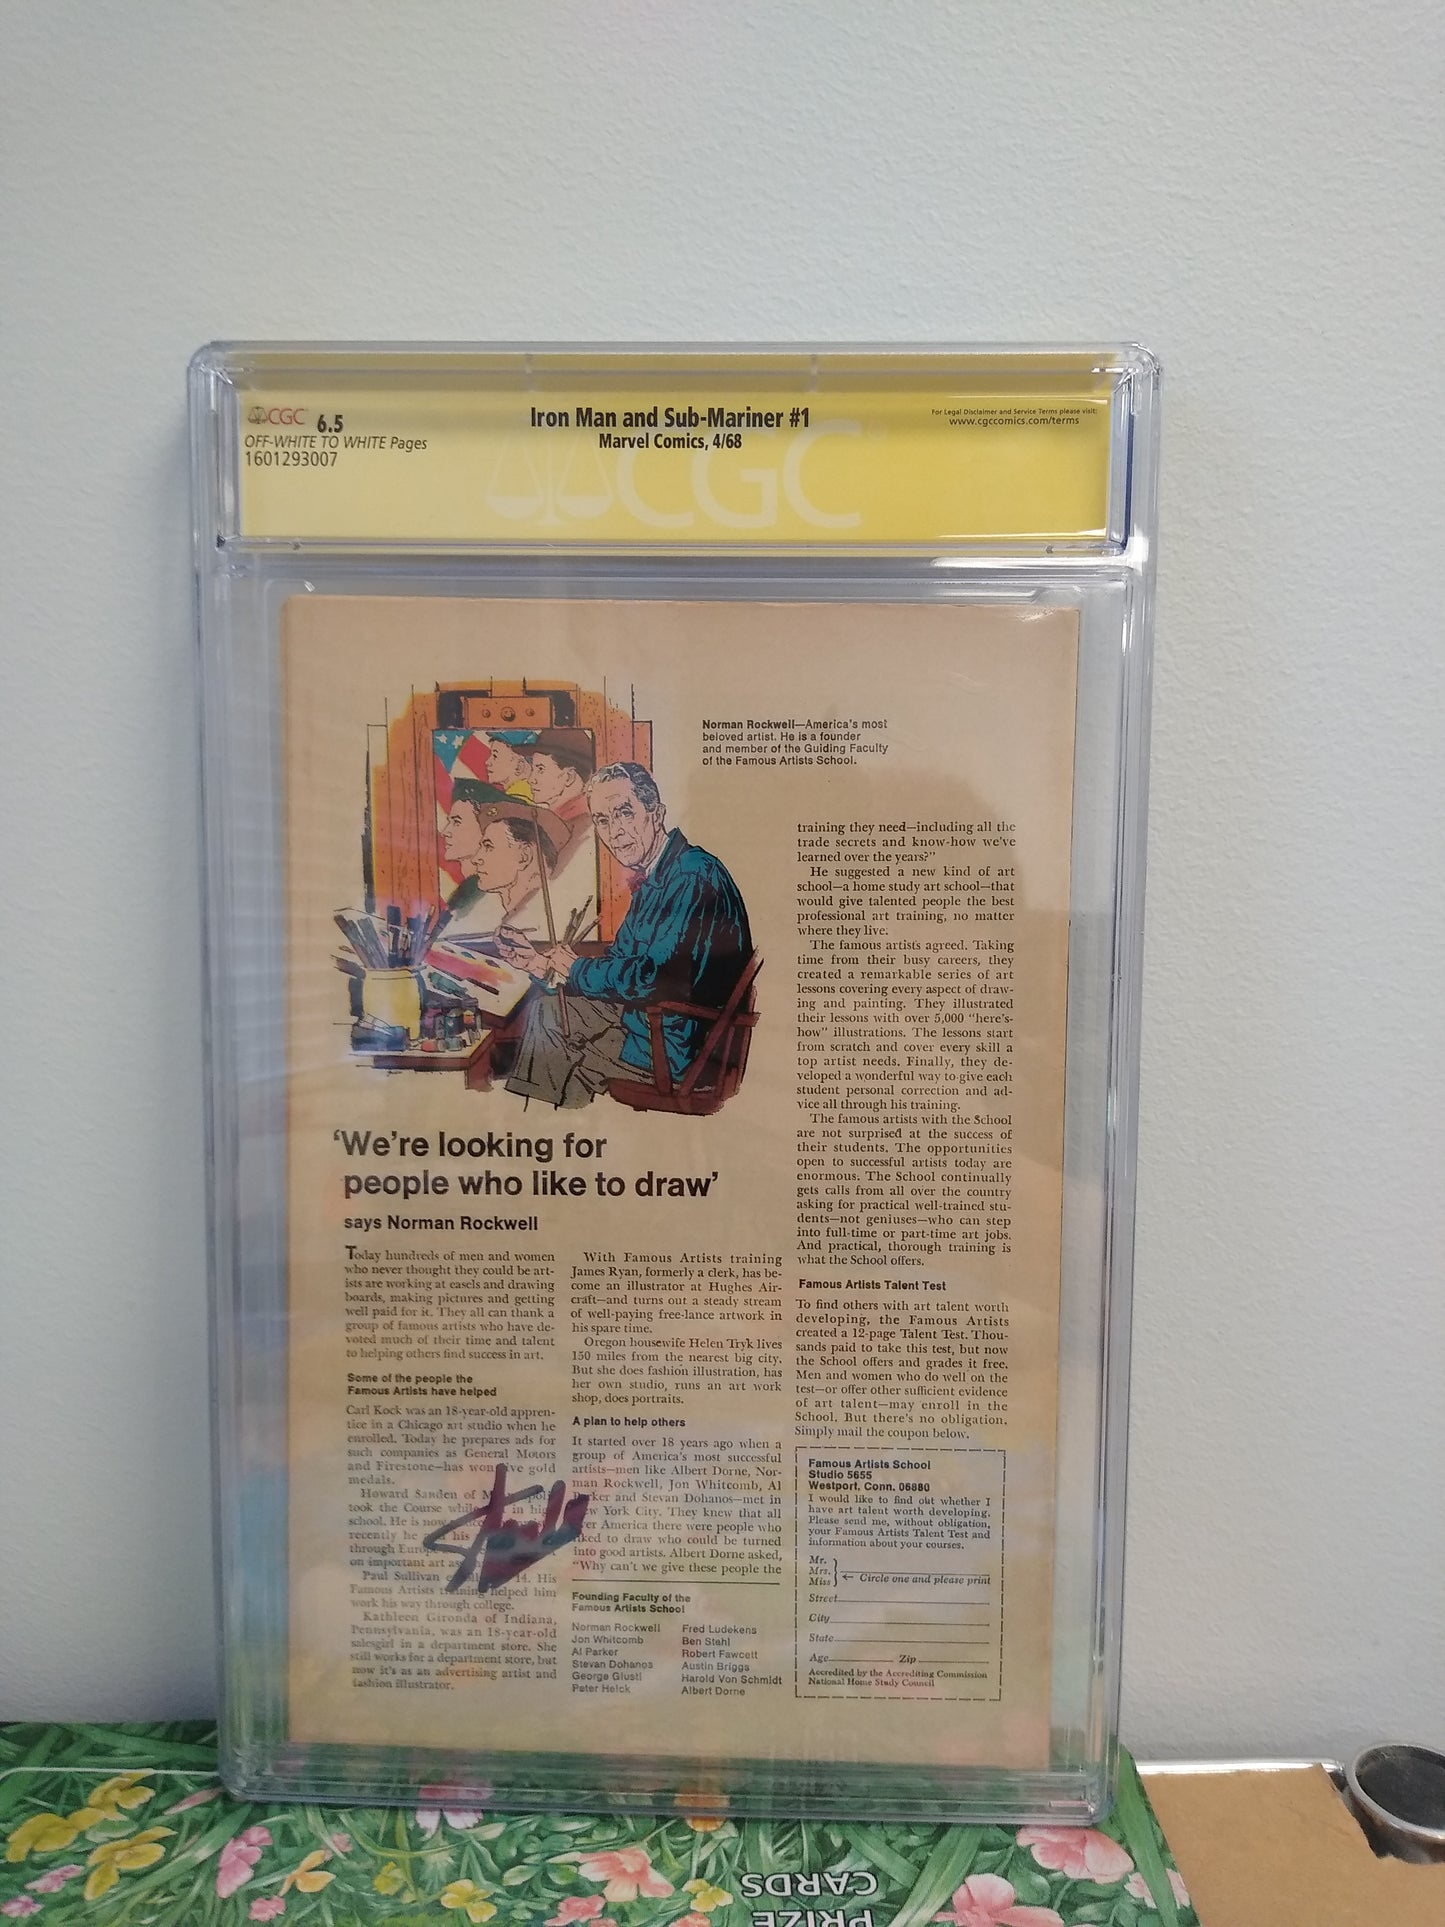 CGC 6.5
OFF-WHITE TO WHITE Pages
1601293007
Iron Man and Sub-Mariner #1
Marvel Comics, 4/68
For Legal Disclaimer and Service Terms please visit:
www.cgccomics.com/terms
CGC
Norman Rockwell—America's most
beloved artist. He is a founder
and member of the Guiding Faculty
of the Famous Artists School.
'We're looking for
people who like to draw'
says Norman Rockwell
Today hundreds of men and women
who never thought they could be art-
ists are working at easels and drawing
boards, making pictures and getting
well paid for it. They all can thank a
group of famous artists who have de-
voted much of their time and talent
to helping others find success in art.
Some of the people the
Famous Artists have helped
Carl Kock was an 18-year-old appren-
tice in a Chicago art studio when he
enrolled. Today he prepares ads for
such companies as General Motors
and Firestone—has won five gold
medals.
Howard Sanden of
took the Course while in
school. He is now
recently he his
through Europe
on important art
Paul Sullivan 14. His
Famous Artists training helped him
work his way through college.
Kathleen Gironda of Indiana,
Pennsylvania, was an 18-year-old
salesgirl in a department store. She
still works for a department store, but
now it's as an advertising artist and
fashion illustrator.
With Famous Artists training
James Ryan, formerly a clerk, has be-
come an illustrator at Hughes Air-
craft—and turns out a steady stream
of well-paying free-lance artwork in
his spare time.
Oregon housewife Helen Tryk lives
150 miles from the nearest big city.
But she does fashion illustration, has
her own studio, runs an art work
shop, does portraits.
A plan to help others
It started over 18 years ago when a
group of America's most successful
artists—men like Albert Dorne, Nor-
man Rockwell, Jon Whitcomb, Al
Parker and Stevan Dohanos—met in
New York City. They knew that all
over America there were people who
liked to draw who could be turned
into good artists. Albert Dorne asked,
"Why can't we give these people the
Founding Faculty of the
Famous Artists School
Norman Rockwell
Jon Whitcomb
Al Parker
Stevan Dohanos
George Giusti
Peter Helck
Fred Ludekens
Ben Stahl
Robert Fawcett
Austin Briggs
Harold Von Schmidt
Albert Dorne
training they need—including all the
trade secrets and know-how we've
learned over the years?"
He suggested a new kind of art
school—a home study art school—that
would give talented people the best
professional art training, no matter
where they live.
The famous artists agreed. Taking
time from their busy careers, they
created a remarkable series of art
lessons covering every aspect of draw-
ing and painting. They illustrated
their lessons with over 5,000 "here's-
how" illustrations. The lessons start
from scratch and cover every skill a
top artist needs. Finally, they de-
veloped a wonderful way to give each
student personal correction and ad-
vice all through his training.
The famous artists with the School
are not surprised at the success of
their students. The opportunities
open to successful artists today are
enormous. The School continually
gets calls from all over the country
asking for practical well-trained stu-
dents—not geniuses—who can step
into full-time or part-time art jobs.
And practical, thorough training is
what the School offers.
Famous Artists Talent Test
To find others with art talent worth
developing, the Famous Artists
created a 12-page Talent Test. Thou-
sands paid to take this test, but now
the School offers and grades it free.
Men and women who do well on the
test—or offer other sufficient evidence
of art talent—may enroll in the
School. But there's no obligation.
Simply mail the coupon below.
Famous Artists School
Studio 5655
Westport, Conn. 06880
I would like to find out whether I
have art talent worth developing.
Please send me, without obligation,
your Famous Artists Talent Test and
information about your courses.
Mr.
Mrs.
Miss
← Circle one and please print
Street
City
State
Age Zip
Accredited by the Accrediting Commission
National Home Study Council
PRIZE
CARDS